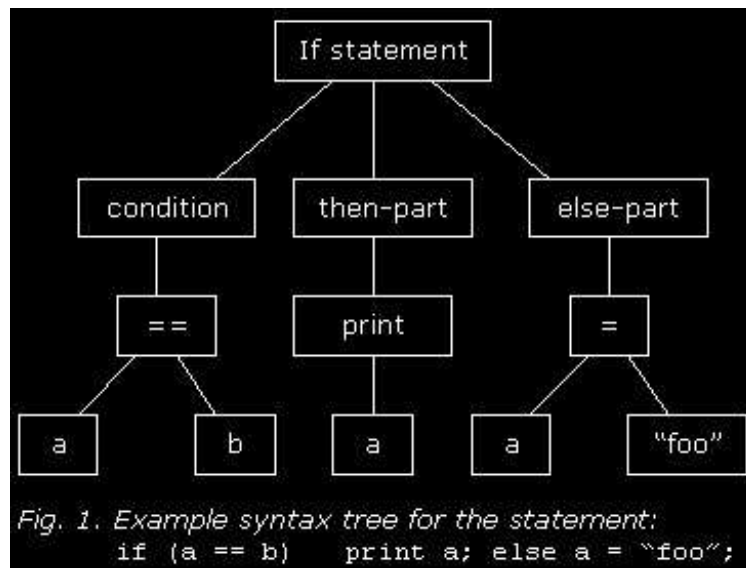 If statement
condition then-part else-part
== print =
a b a a “foo”
Fig. 1. Example syntax tree for the statement:
if (a == b) print a; else a = “foo”;